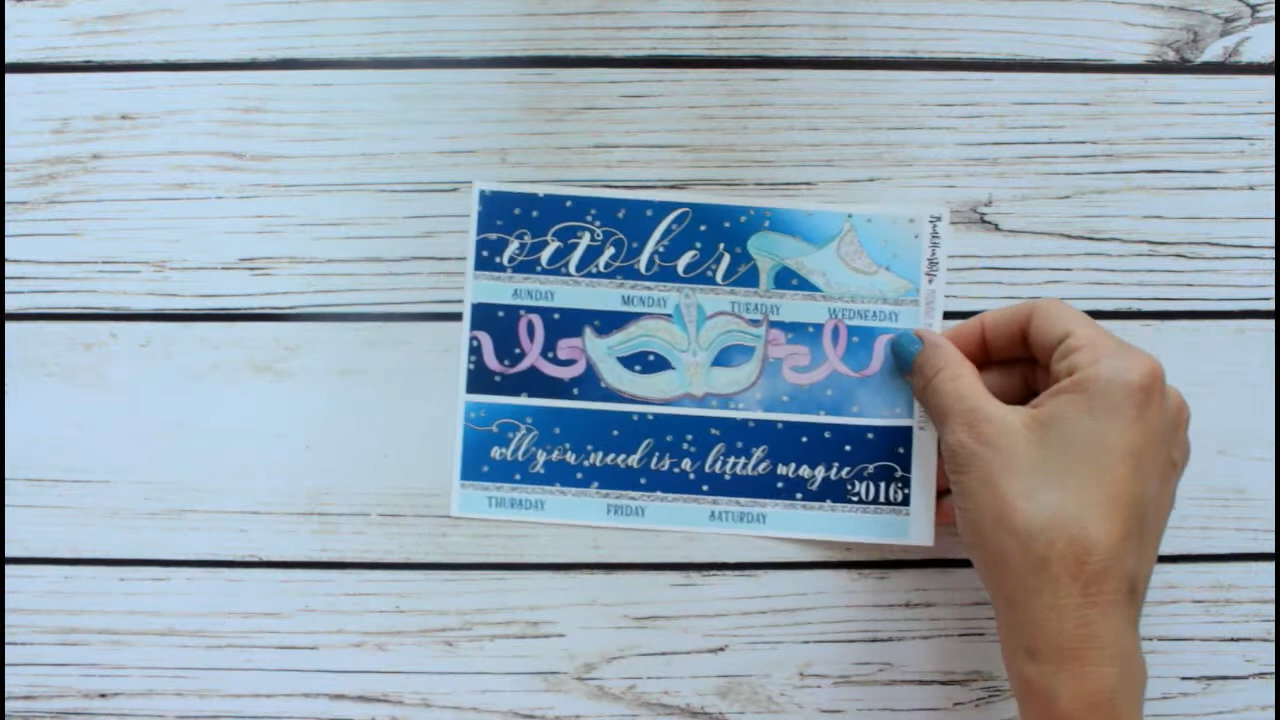 october
SUNDAY MONDAY TUESDAY WEDNESDAY
all you need is a little magic
2016
THURSDAY FRIDAY SATURDAY